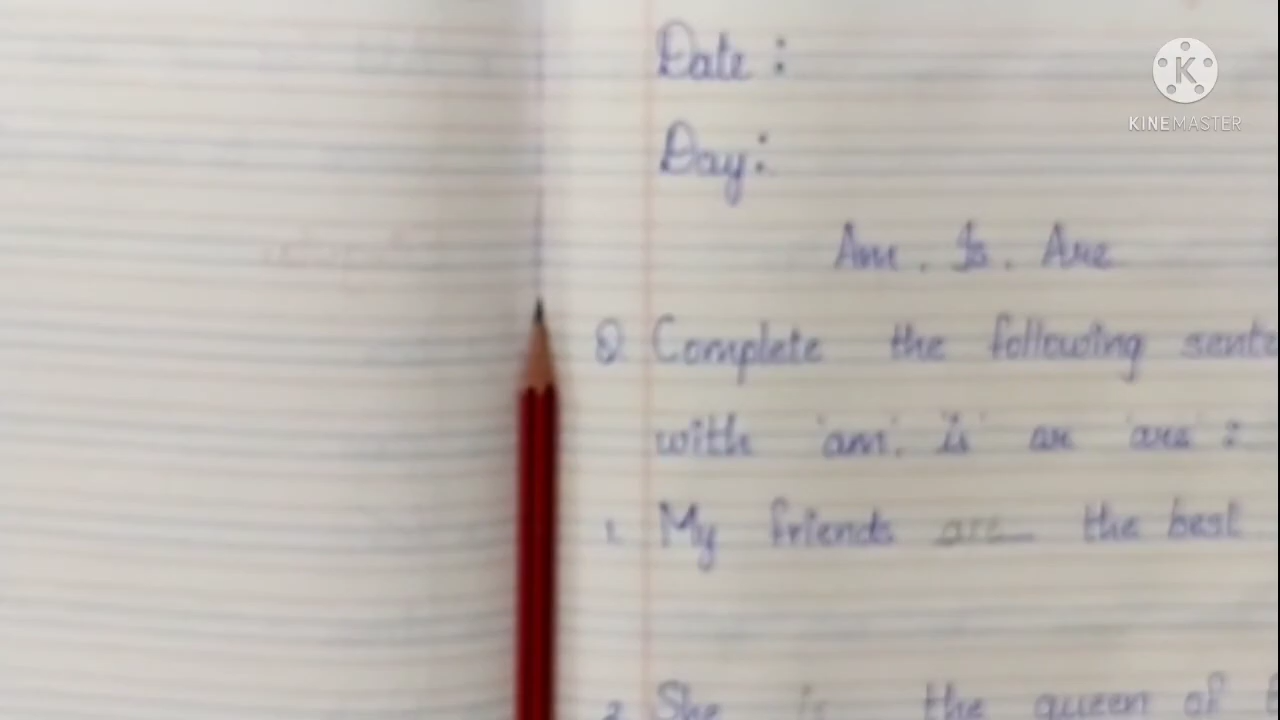 Date :
Day :
Am . Is . Are
Q Complete the following
with 'am', 'is' or 'are' :
1. My friends are the best
2. She is the queen of
KINEMASTER